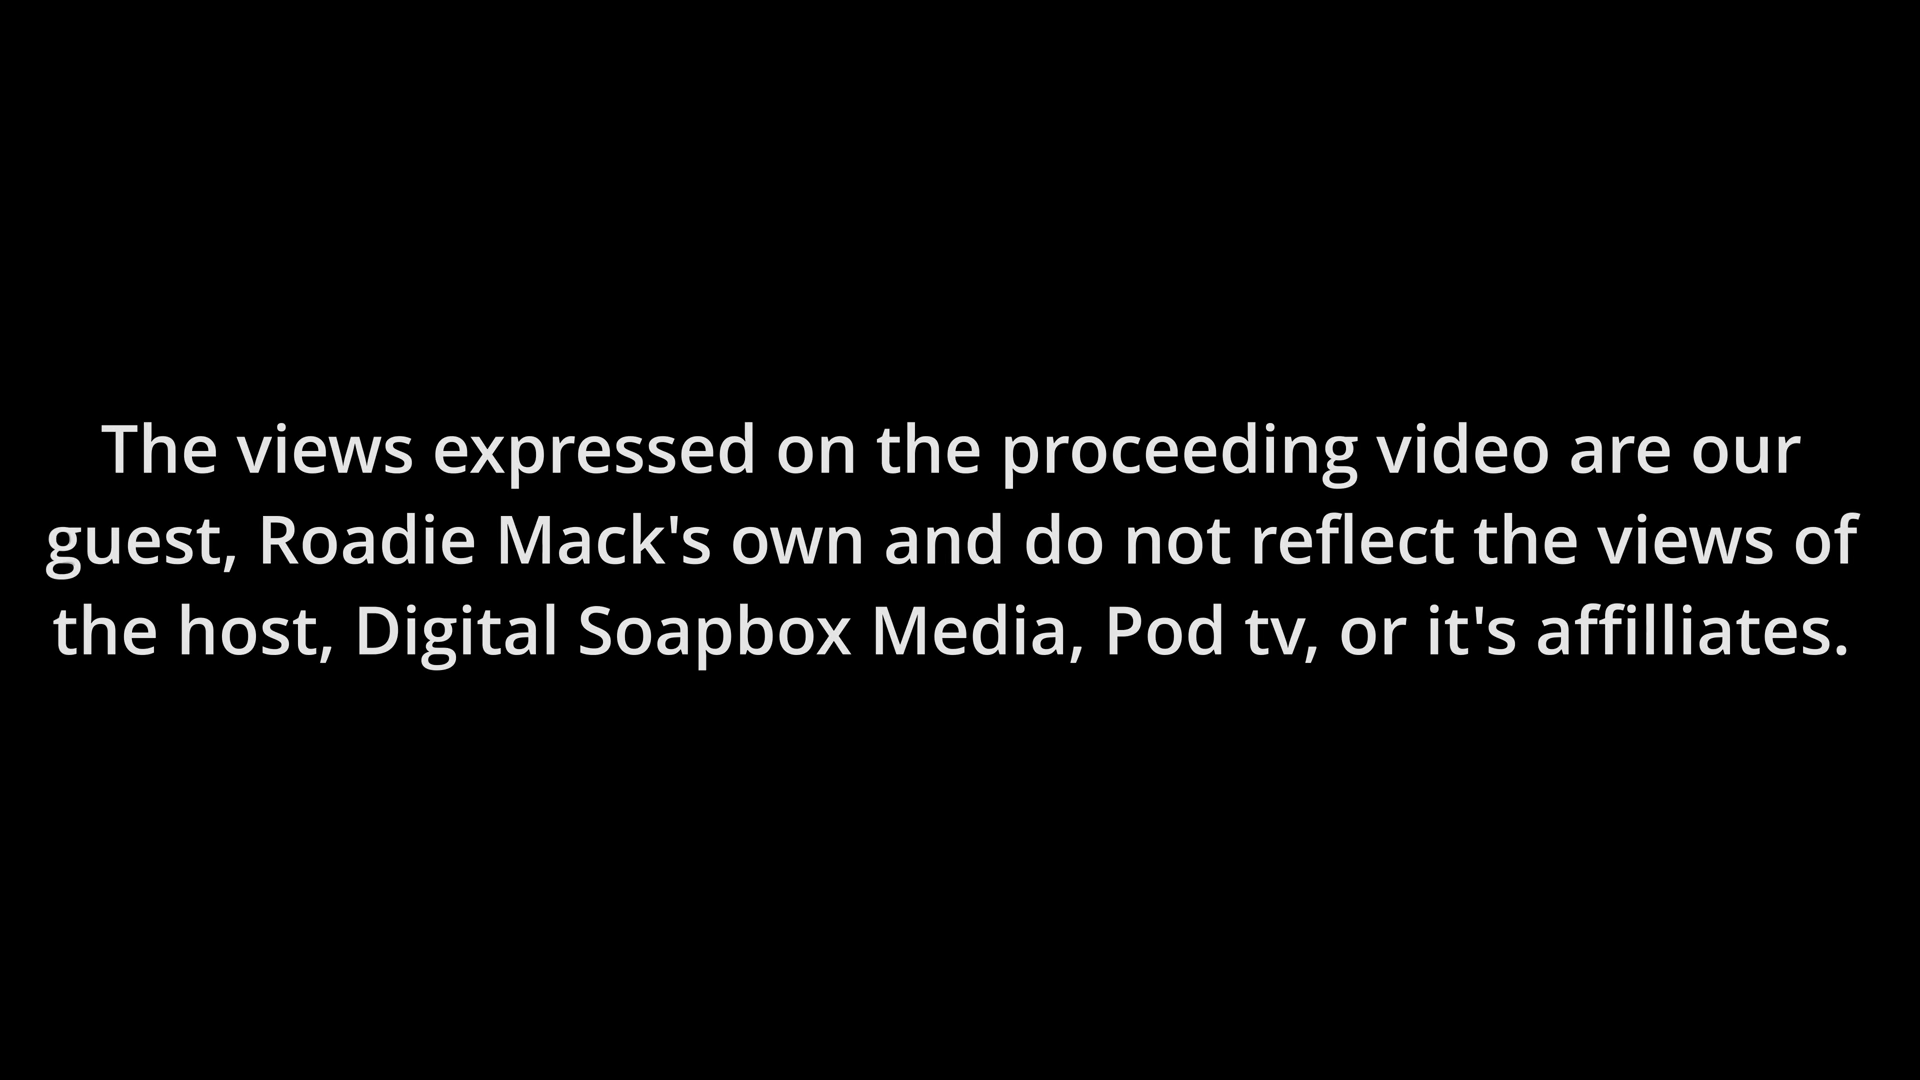 The views expressed on the proceeding video are our
guest, Roadie Mack's own and do not reflect the views of
the host, Digital Soapbox Media, Pod tv, or it's affilliates.